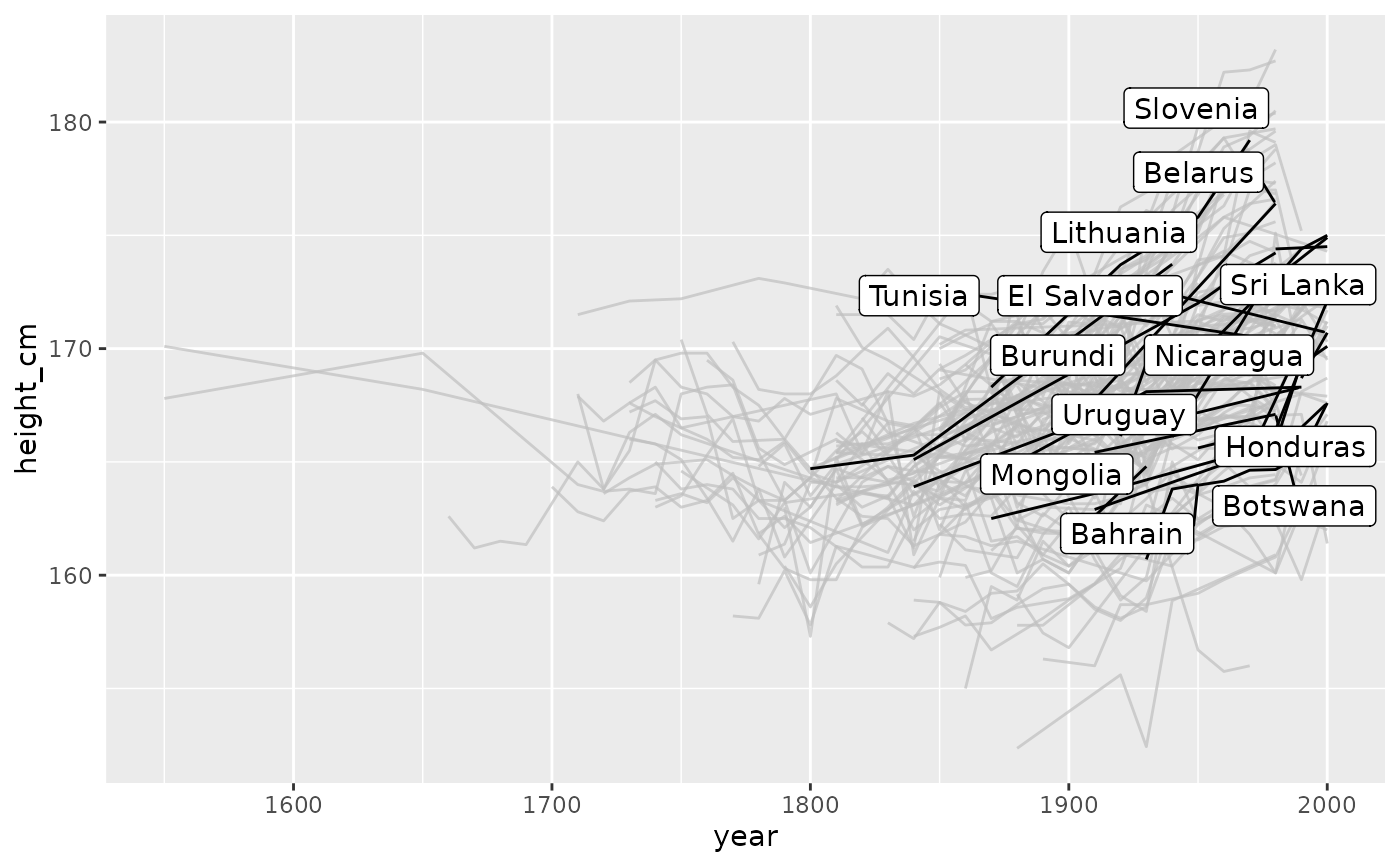 180
170
160
height_cm
Slovenia
Belarus
Lithuania
Sri Lanka
Tunisia
El Salvador
Burundi
Nicaragua
Uruguay
Honduras
Mongolia
Botswana
Bahrain
1600
1700
1800
1900
2000
year